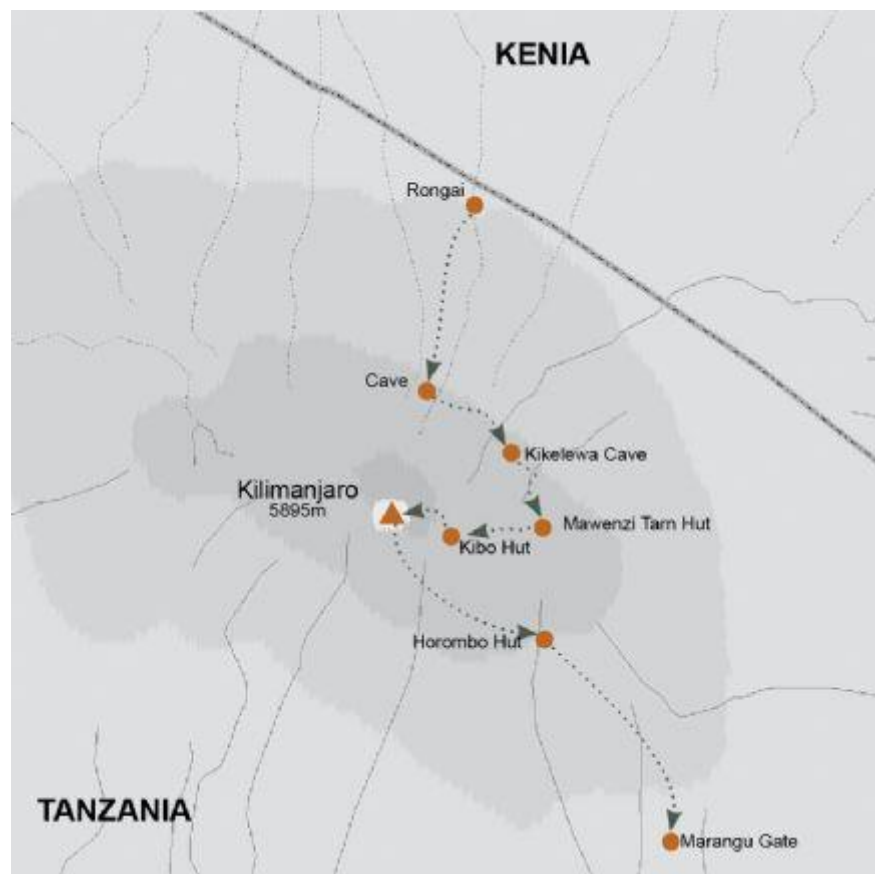 KENIA
Rongai
Cave
Kikelewa Cave
Kilimanjaro
5895m
Mawenzi Tarn Hut
Kibo Hut
Horombo Hut
TANZANIA
Marangu Gate